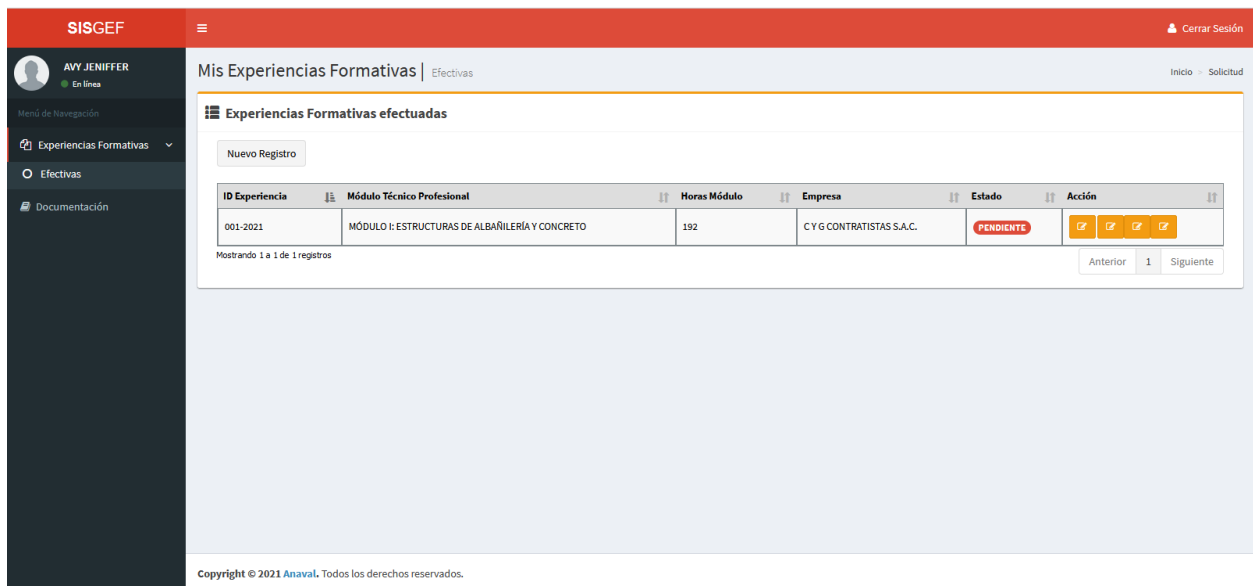 SISGEF
Cerrar Sesión
AVY JENIFFER
En línea
Menú de Navegación
Experiencias Formativas
Efectivas
Documentación
Mis Experiencias Formativas | Efectivas
Inicio > Solicitud
Experiencias Formativas efectuadas
Nuevo Registro
ID Experiencia Módulo Técnico Profesional Horas Módulo Empresa Estado Acción
001-2021 MÓDULO I: ESTRUCTURAS DE ALBAÑILERÍA Y CONCRETO 192 C Y G CONTRATISTAS S.A.C. PENDIENTE
Mostrando 1 a 1 de 1 registros
Anterior 1 Siguiente
Copyright © 2021 Anaval. Todos los derechos reservados.